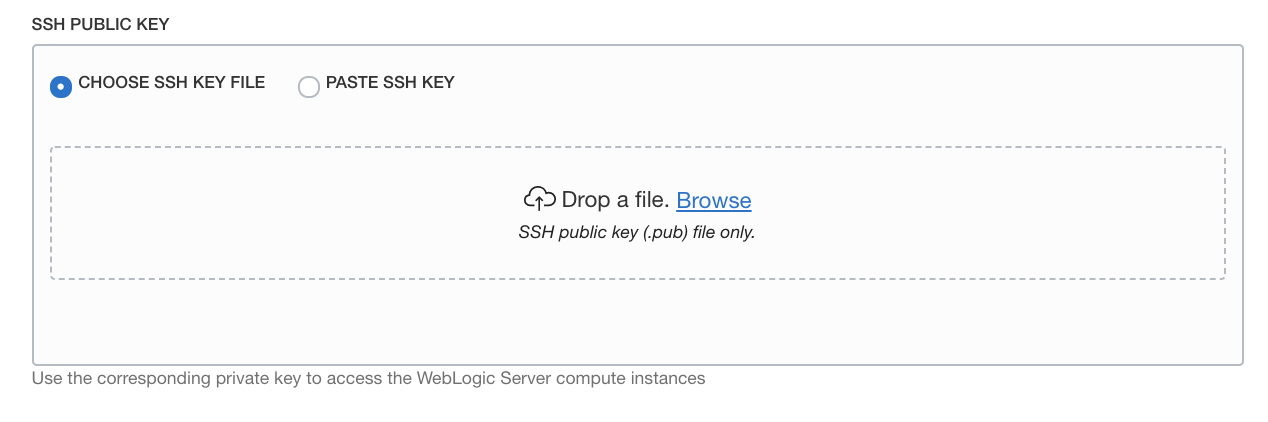 SSH PUBLIC KEY
CHOOSE SSH KEY FILE PASTE SSH KEY
Drop a file. Browse
SSH public key (.pub) file only.
Use the corresponding private key to access the WebLogic Server compute instances